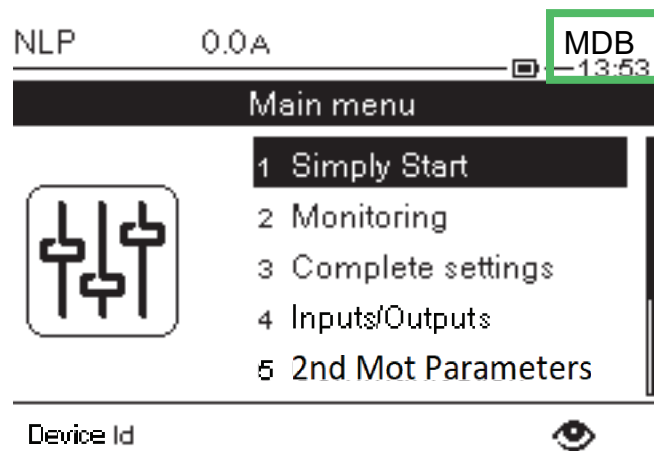 NLP 0.0A MDB
13:53
Main menu
1 Simply Start
2 Monitoring
3 Complete settings
4 Inputs/Outputs
5 2nd Mot Parameters
Device Id